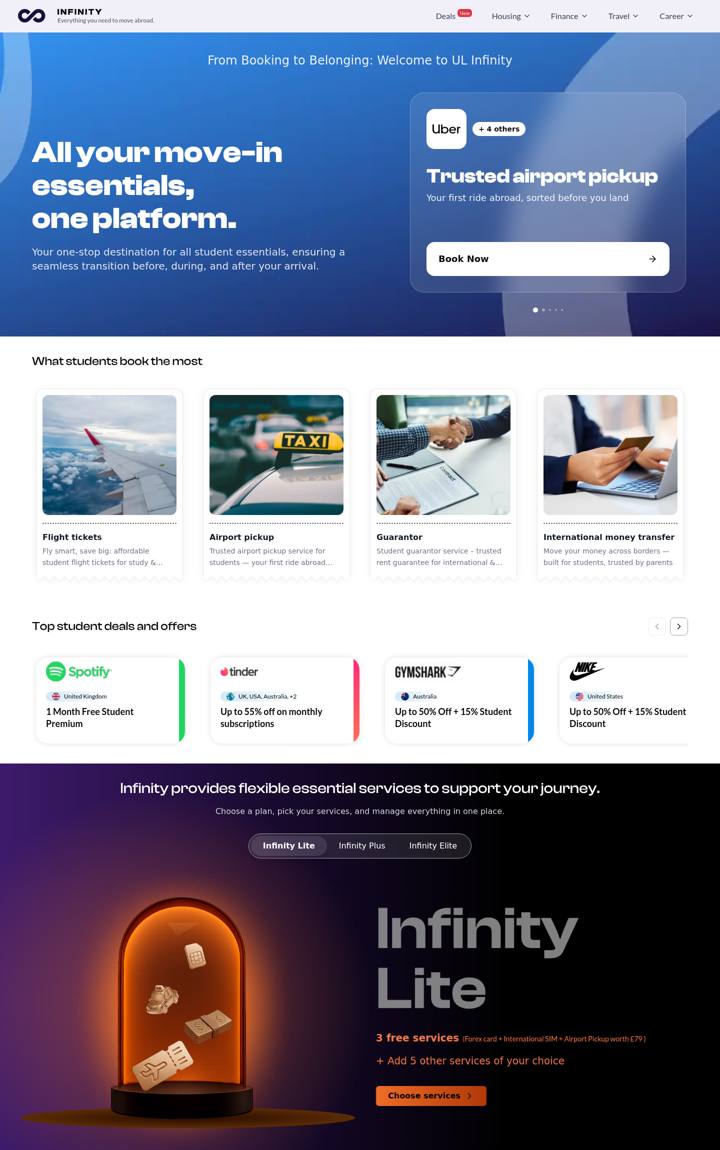 INFINITY
Everything you need to move abroad.
Deals New
Housing
Finance
Travel
Career
From Booking to Belonging: Welcome to UL Infinity
All your move-in
essentials,
one platform.
Your one-stop destination for all student essentials, ensuring a
seamless transition before, during, and after your arrival.
Uber
+ 4 others
Trusted airport pickup
Your first ride abroad, sorted before you land
Book Now
What students book the most
Flight tickets
Fly smart, save big: affordable
student flight tickets for study &...
TAXI
Airport pickup
Trusted airport pickup service for
students — your first ride abroad...
Contract
Guarantor
Student guarantor service – trusted
rent guarantee for international &...
International money transfer
Move your money across borders —
built for students, trusted by parents
Top student deals and offers
Spotify
United Kingdom
1 Month Free Student
Premium
tinder
UK, USA, Australia, +2
Up to 55% off on monthly
subscriptions
GYMSHARK
Australia
Up to 50% Off + 15% Student
Discount
NIKE
United States
Up to 50% Off + 15% Student
Discount
Infinity provides flexible essential services to support your journey.
Choose a plan, pick your services, and manage everything in one place.
Infinity Lite
Infinity Plus
Infinity Elite
Infinity
Lite
3 free services (Forex card + International SIM + Airport Pickup worth £79 )
+ Add 5 other services of your choice
Choose services